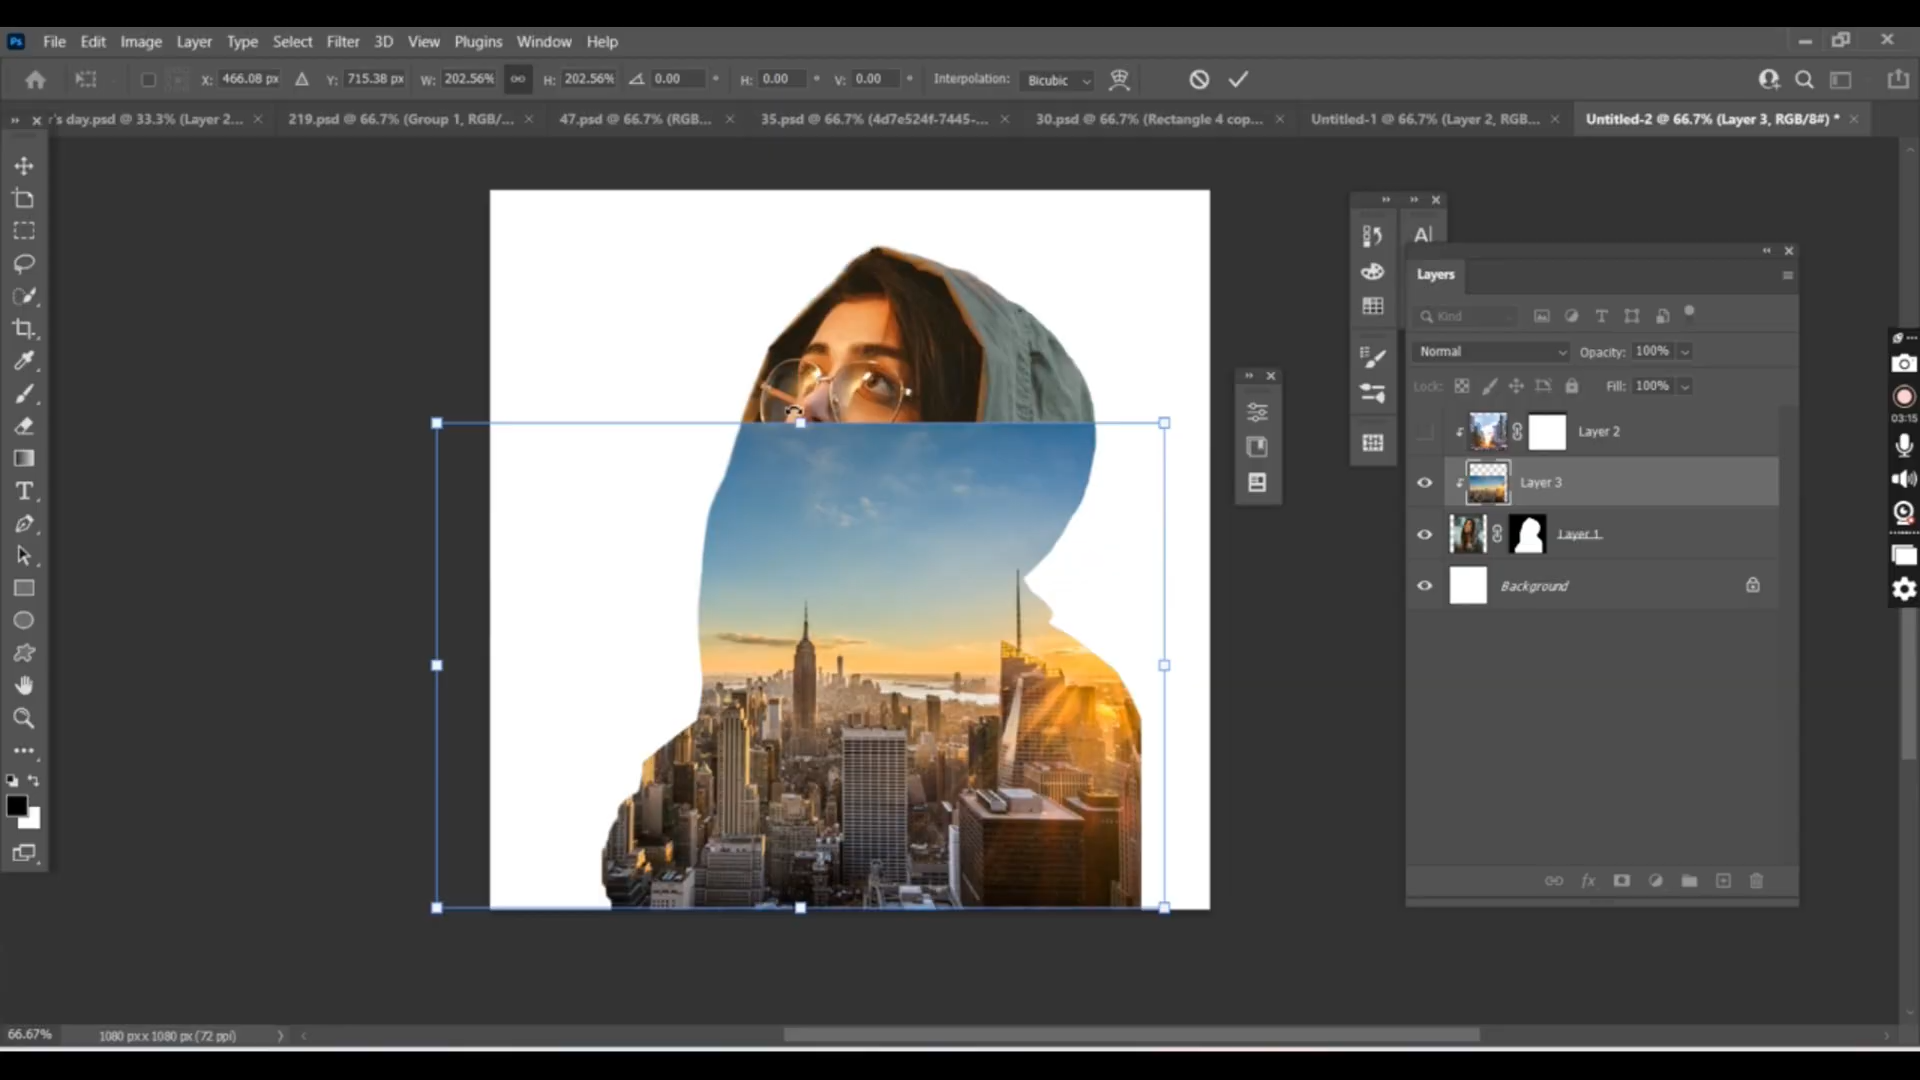 Ps File Edit Image Layer Type Select Filter 3D View Plugins Window Help
X: 466.08 px Y: 715.38 px W: 202.56% H: 202.56% 0.00 ° H: 0.00 ° V: 0.00 ° Interpolation: Bicubic
r's day.psd @ 33.3% (Layer 2... 219.psd @ 66.7% (Group 1, RGB/... 47.psd @ 66.7% (RGB... 35.psd @ 66.7% (4d7e524f-7445-... 30.psd @ 66.7% (Rectangle 4 cop... Untitled-1 @ 66.7% (Layer 2, RGB... Untitled-2 @ 66.7% (Layer 3, RGB/8#) *
A
Layers
Kind
Normal Opacity: 100%
Lock: Fill: 100%
03:15
Layer 2
Layer 3
Layer 1
Background
fx
66.67% 1080 px x 1080 px (72 ppi)